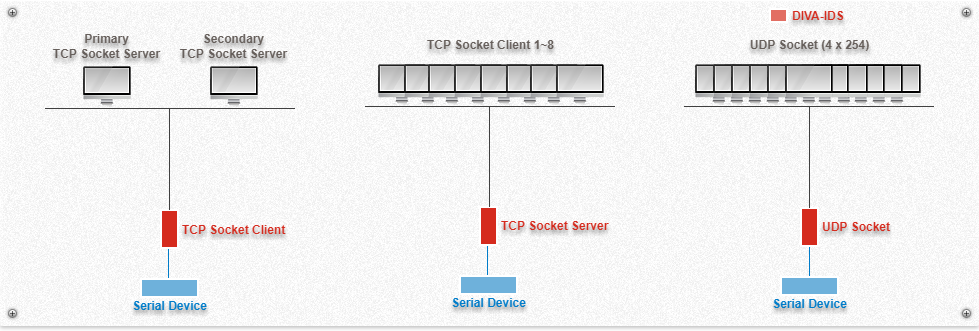 DIVA-IDS
Primary
TCP Socket Server
Secondary
TCP Socket Server
TCP Socket Client 1~8
UDP Socket (4 x 254)
TCP Socket Client
TCP Socket Server
UDP Socket
Serial Device
Serial Device
Serial Device